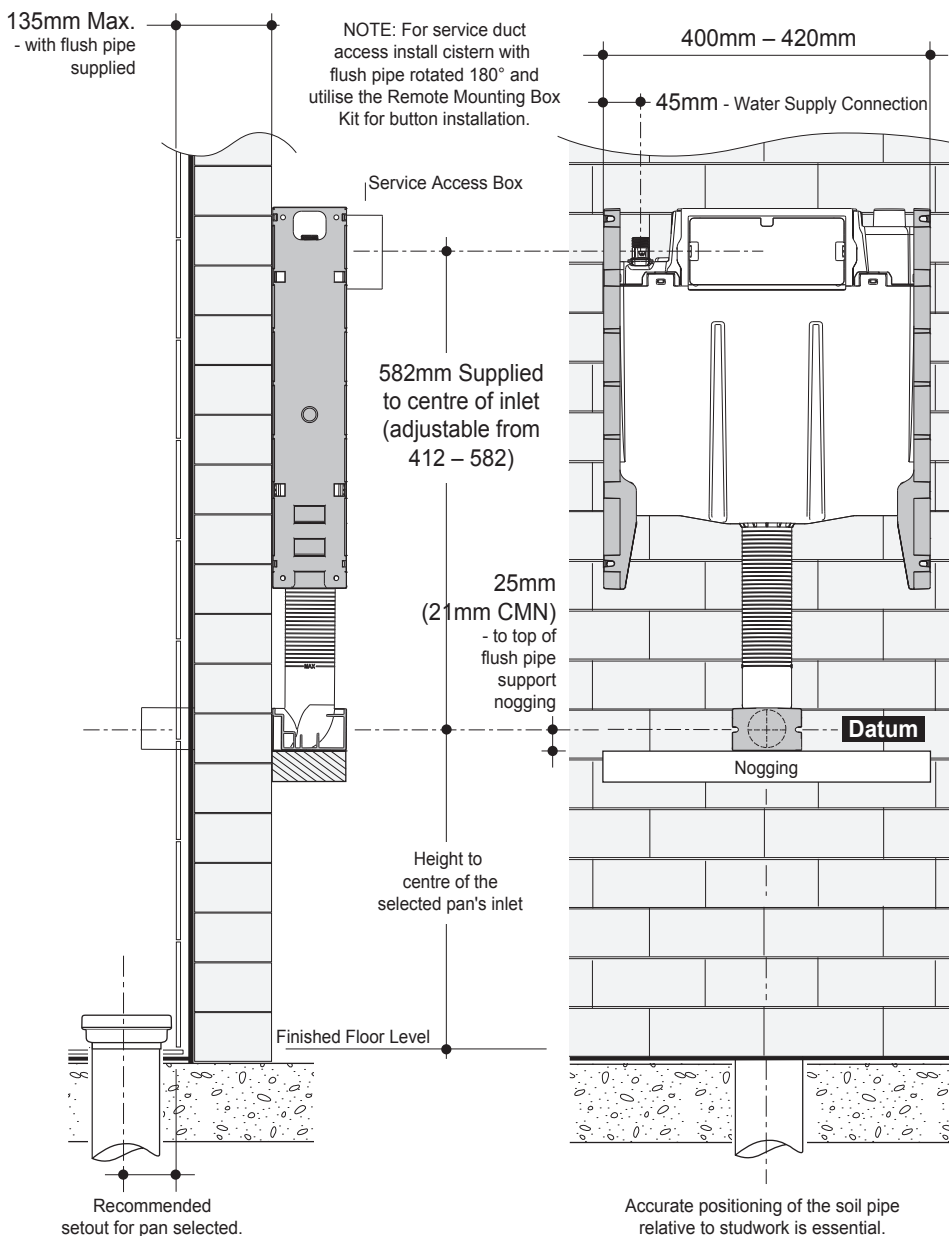 135mm Max.
- with flush pipe
supplied
NOTE: For service duct
access install cistern with
flush pipe rotated 180° and
utilise the Remote Mounting Box
Kit for button installation.
400mm – 420mm
45mm - Water Supply Connection
Service Access Box
582mm Supplied
to centre of inlet
(adjustable from
412 – 582)
25mm
(21mm CMN)
- to top of
flush pipe
support
nogging
MAX
Datum
Nogging
Height to
centre of the
selected pan's inlet
Finished Floor Level
Recommended
setout for pan selected.
Accurate positioning of the soil pipe
relative to studwork is essential.